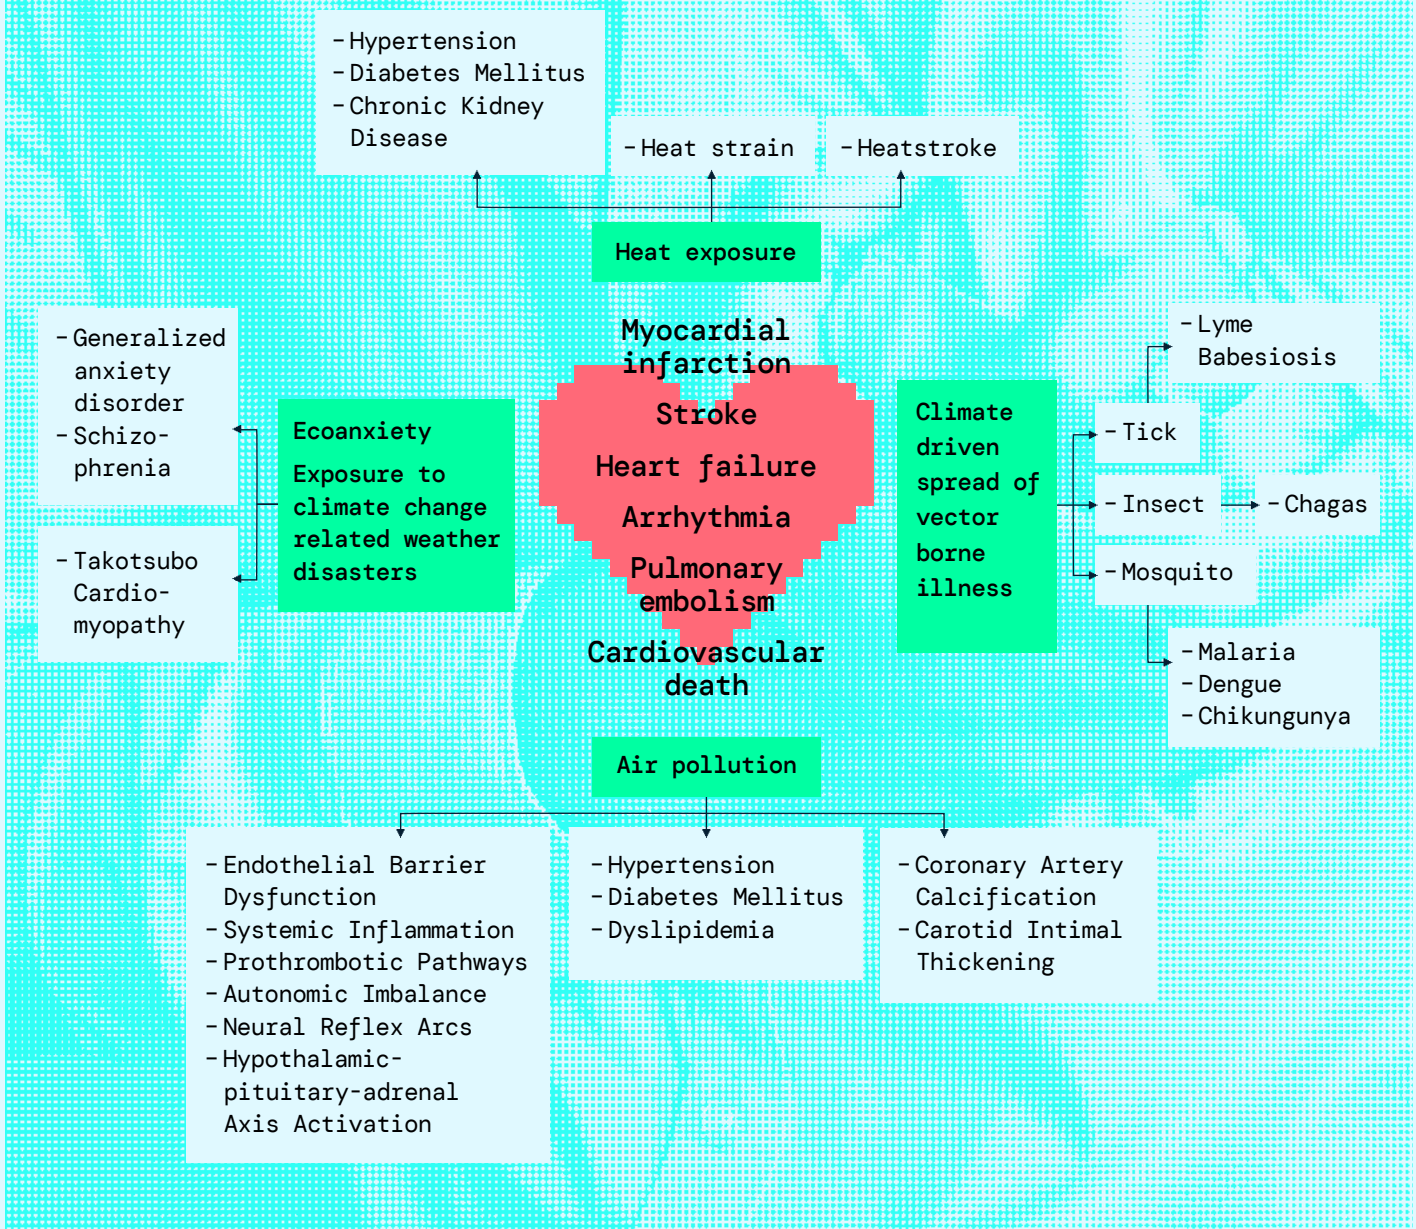 – Hypertension
– Diabetes Mellitus
– Chronic Kidney
Disease
– Heat strain
– Heatstroke
Heat exposure
Myocardial
infarction
Stroke
Heart failure
Arrhythmia
Pulmonary
embolism
Cardiovascular
death
– Generalized
anxiety
disorder
– Schizo-
phrenia
– Takotsubo
Cardio-
myopathy
Ecoanxiety
Exposure to
climate change
related weather
disasters
Climate
driven
spread of
vector
borne
illness
– Lyme
Babesiosis
– Tick
– Insect
– Chagas
– Mosquito
– Malaria
– Dengue
– Chikungunya
Air pollution
– Endothelial Barrier
Dysfunction
– Systemic Inflammation
– Prothrombotic Pathways
– Autonomic Imbalance
– Neural Reflex Arcs
– Hypothalamic-
pituitary-adrenal
Axis Activation
– Hypertension
– Diabetes Mellitus
– Dyslipidemia
– Coronary Artery
Calcification
– Carotid Intimal
Thickening